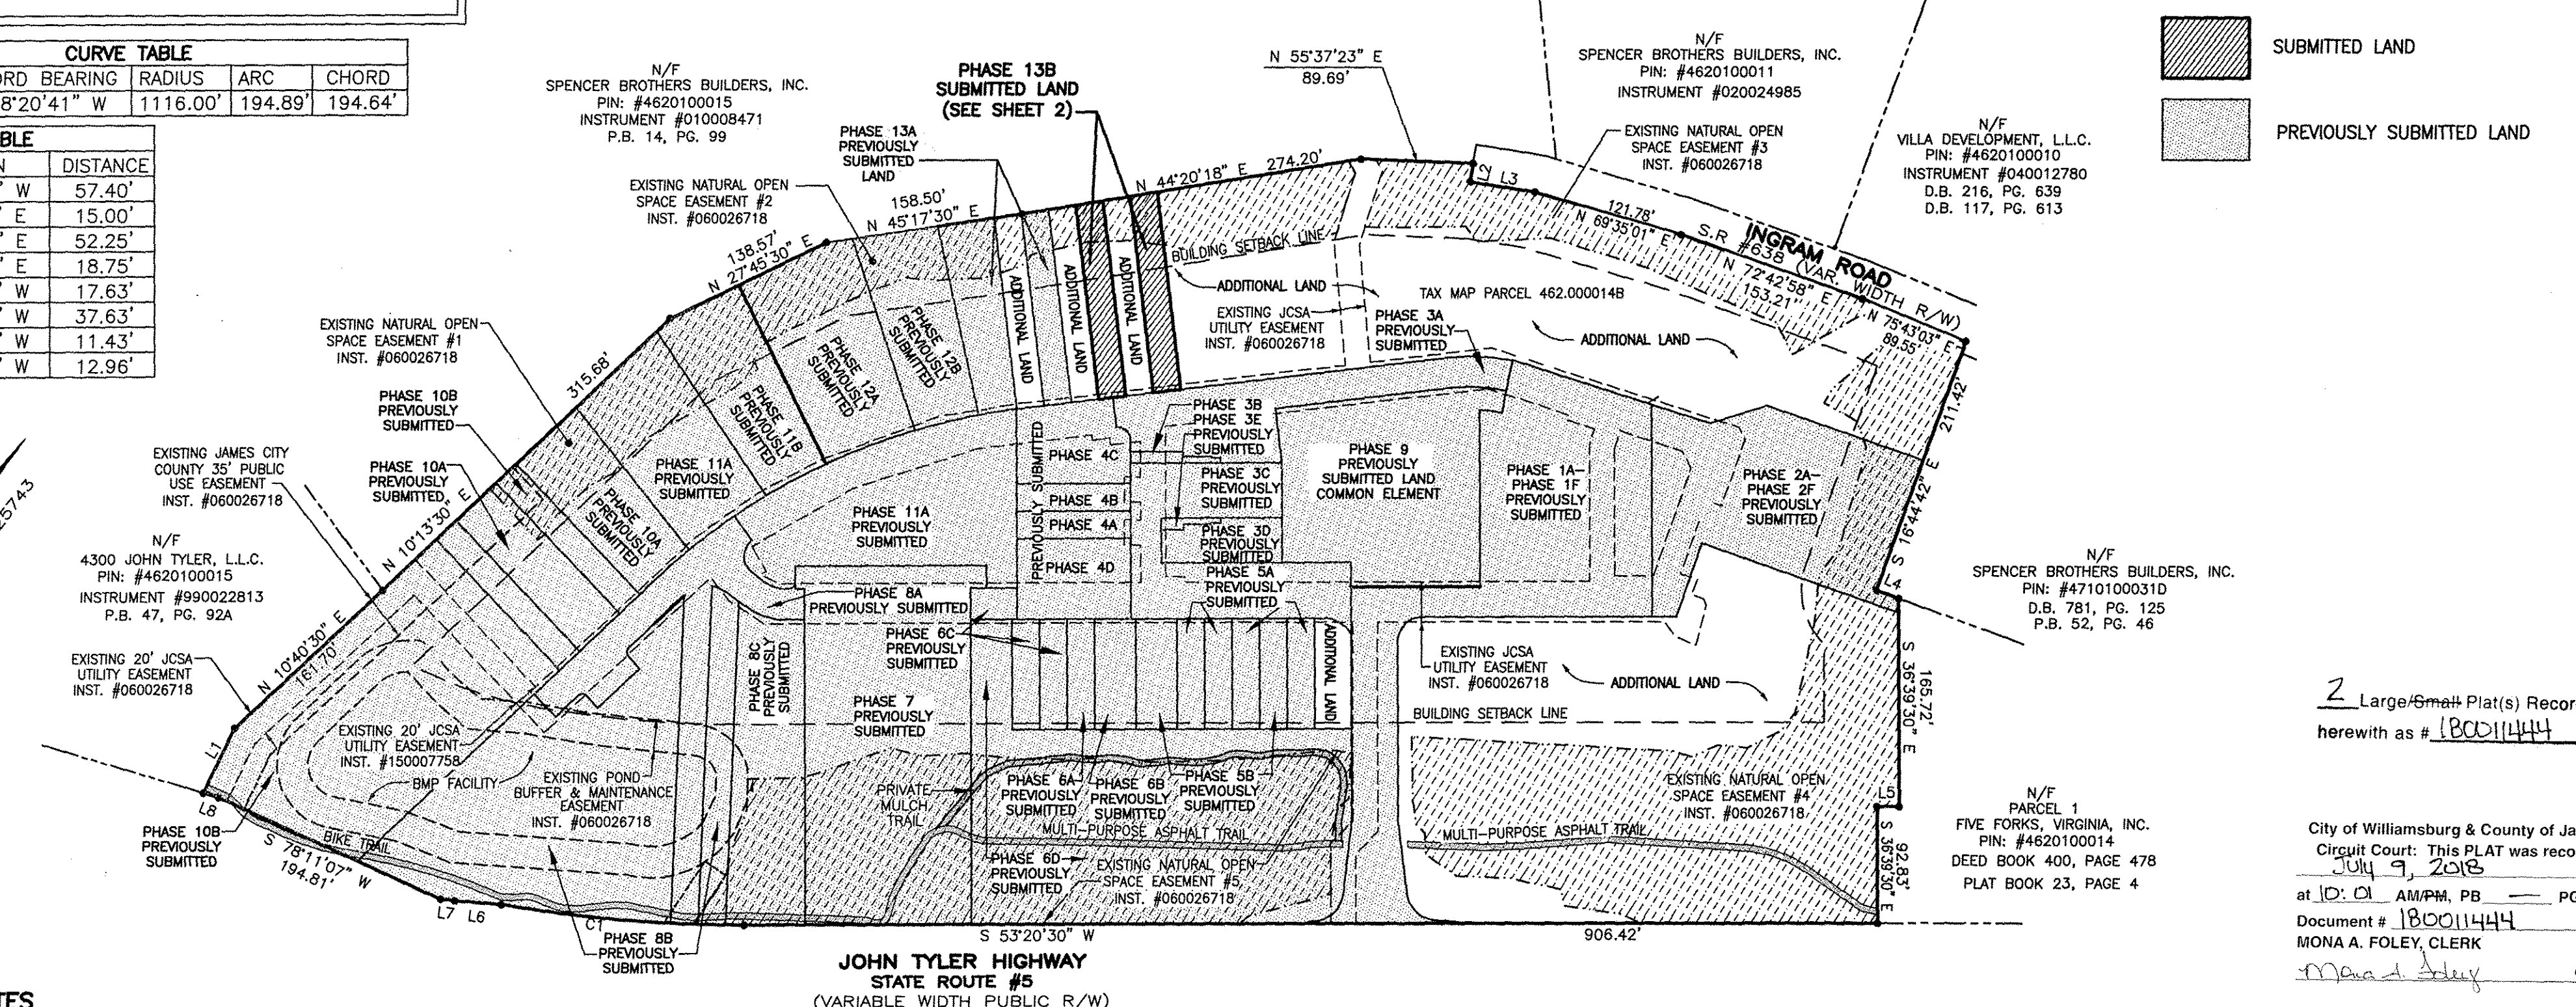 CURVE TABLE
ORD BEARING RADIUS ARC CHORD
8°20'41" W 1116.00' 194.89' 194.64'
BLE
N DISTANCE
W 57.40'
E 15.00'
E 52.25'
E 18.75'
W 17.63'
W 37.63'
W 11.43'
W 12.96'
25743
N/F
SPENCER BROTHERS BUILDERS, INC.
PIN: #4620100015
INSTRUMENT #010008471
P.B. 14, PG. 99
PHASE 13B
SUBMITTED LAND
(SEE SHEET 2)
PHASE 13A
PREVIOUSLY
SUBMITTED
LAND
N 55°37'23" E
89.69'
N/F
SPENCER BROTHERS BUILDERS, INC.
PIN: #4620100011
INSTRUMENT #020024985
EXISTING NATURAL OPEN
SPACE EASEMENT #3
INST. #060026718
N/F
VILLA DEVELOPMENT, L.L.C.
PIN: #4620100010
INSTRUMENT #040012780
D.B. 216, PG. 639
D.B. 117, PG. 613
SUBMITTED LAND
PREVIOUSLY SUBMITTED LAND
EXISTING NATURAL OPEN
SPACE EASEMENT #2
INST. #060026718
158.50'
N 45°17'30" E
N 44°20'18" E 274.20'
L2 L3
121.78'
N 69°35'01" E
S.R #638 (VAR. WIDTH R/W)
INGRAM ROAD
N 72°42'58" E
153.21'
N 75°43'03" E
89.55'
138.57'
N 27°45'30" E
BUILDING SETBACK LINE
ADDITIONAL LAND
EXISTING JCSA
UTILITY EASEMENT
INST. #060026718
TAX MAP PARCEL 462.000014B
PHASE 3A
PREVIOUSLY
SUBMITTED
ADDITIONAL LAND
ADDITIONAL LAND
ADDITIONAL LAND
ADDITIONAL LAND
211.42'
S 16°44'42" E
EXISTING NATURAL OPEN
SPACE EASEMENT #1
INST. #060026718
315.68'
N 10°13'30" E
PHASE 10B
PREVIOUSLY
SUBMITTED
PHASE 12B
PREVIOUSLY
SUBMITTED
PHASE 12A
PREVIOUSLY
SUBMITTED
PHASE 11B
PREVIOUSLY
SUBMITTED
PHASE 11A
PREVIOUSLY
SUBMITTED
PHASE 10A
PREVIOUSLY
SUBMITTED
PHASE 10A
PREVIOUSLY
SUBMITTED
EXISTING JAMES CITY
COUNTY 35' PUBLIC
USE EASEMENT
INST. #060026718
PHASE 11A
PREVIOUSLY
SUBMITTED
PREVIOUSLY SUBMITTED
PHASE 4C
PHASE 4B
PHASE 4A
PHASE 4D
PHASE 3B
PHASE 3E
PREVIOUSLY
SUBMITTED
PHASE 3C
PREVIOUSLY
SUBMITTED
PHASE 3D
PREVIOUSLY
SUBMITTED
PHASE 5A
PREVIOUSLY
SUBMITTED
PHASE 9
PREVIOUSLY
SUBMITTED LAND
COMMON ELEMENT
PHASE 1A-
PHASE 1F
PREVIOUSLY
SUBMITTED
PHASE 2A-
PHASE 2F
PREVIOUSLY
SUBMITTED
N/F
4300 JOHN TYLER, L.L.C.
PIN: #4620100015
INSTRUMENT #990022813
P.B. 47, PG. 92A
N/F
SPENCER BROTHERS BUILDERS, INC.
PIN: #4710100031D
D.B. 781, PG. 125
P.B. 52, PG. 46
L4
EXISTING 20' JCSA
UTILITY EASEMENT
INST. #060026718
N 10°40'30" E
161.70'
PHASE 8A
PREVIOUSLY SUBMITTED
PHASE 6C
PREVIOUSLY
SUBMITTED
PHASE 8C
PREVIOUSLY
SUBMITTED
PHASE 7
PREVIOUSLY
SUBMITTED
ADDITIONAL LAND
EXISTING JCSA
UTILITY EASEMENT
INST. #060026718
ADDITIONAL LAND
BUILDING SETBACK LINE
S 36°39'30" E
165.72'
L1
EXISTING 20' JCSA
UTILITY EASEMENT
INST. #150007758
BMP FACILITY
EXISTING POND
BUFFER & MAINTENANCE
EASEMENT
INST. #060026718
PRIVATE
MULCH
TRAIL
PHASE 6A
PREVIOUSLY
SUBMITTED
PHASE 6B
PREVIOUSLY
SUBMITTED
PHASE 5B
PREVIOUSLY
SUBMITTED
MULTI-PURPOSE ASPHALT TRAIL
MULTI-PURPOSE ASPHALT TRAIL
EXISTING NATURAL OPEN
SPACE EASEMENT #4
INST. #060026718
L5
S 36°39'30" E
92.83'
N/F
PARCEL 1
FIVE FORKS, VIRGINIA, INC.
PIN: #4620100014
DEED BOOK 400, PAGE 478
PLAT BOOK 23, PAGE 4
L8
PHASE 10B
PREVIOUSLY
SUBMITTED
BIKE TRAIL
S 78°11'07" W
194.81'
L7 L6
C1
PHASE 8B
PREVIOUSLY
SUBMITTED
PHASE 6D
PREVIOUSLY
SUBMITTED
EXISTING NATURAL OPEN
SPACE EASEMENT #5
INST. #060026718
S 53°20'30" W 906.42'
JOHN TYLER HIGHWAY
STATE ROUTE #5
(VARIABLE WIDTH PUBLIC R/W)
2 Large/Small Plat(s) Recor
herewith as # 180011444
City of Williamsburg & County of Ja
Circuit Court: This PLAT was reco
July 9, 2018
at 10:01 AM/PM, PB — PG
Document # 180011444
MONA A. FOLEY, CLERK
Mona A. Foley
TES